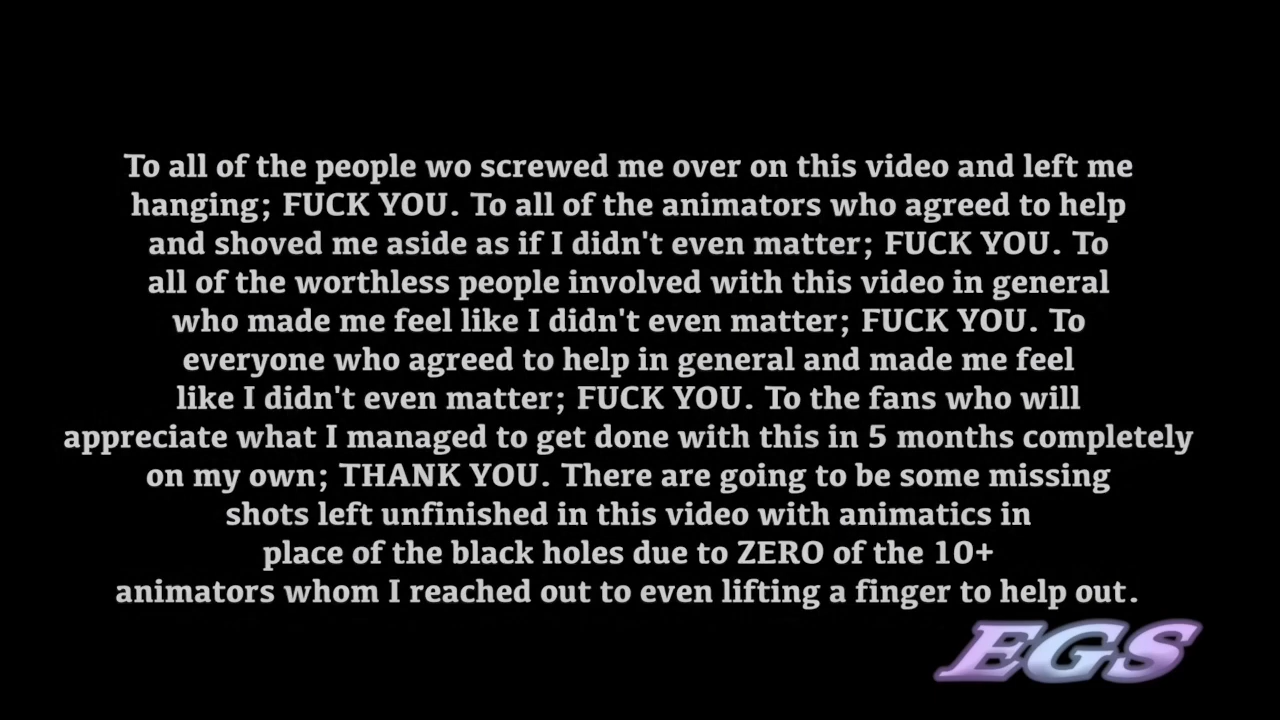 To all of the people wo screwed me over on this video and left me
hanging; FUCK YOU. To all of the animators who agreed to help
and shoved me aside as if I didn't even matter; FUCK YOU. To
all of the worthless people involved with this video in general
who made me feel like I didn't even matter; FUCK YOU. To
everyone who agreed to help in general and made me feel
like I didn't even matter; FUCK YOU. To the fans who will
appreciate what I managed to get done with this in 5 months completely
on my own; THANK YOU. There are going to be some missing
shots left unfinished in this video with animatics in
place of the black holes due to ZERO of the 10+
animators whom I reached out to even lifting a finger to help out.
EGS